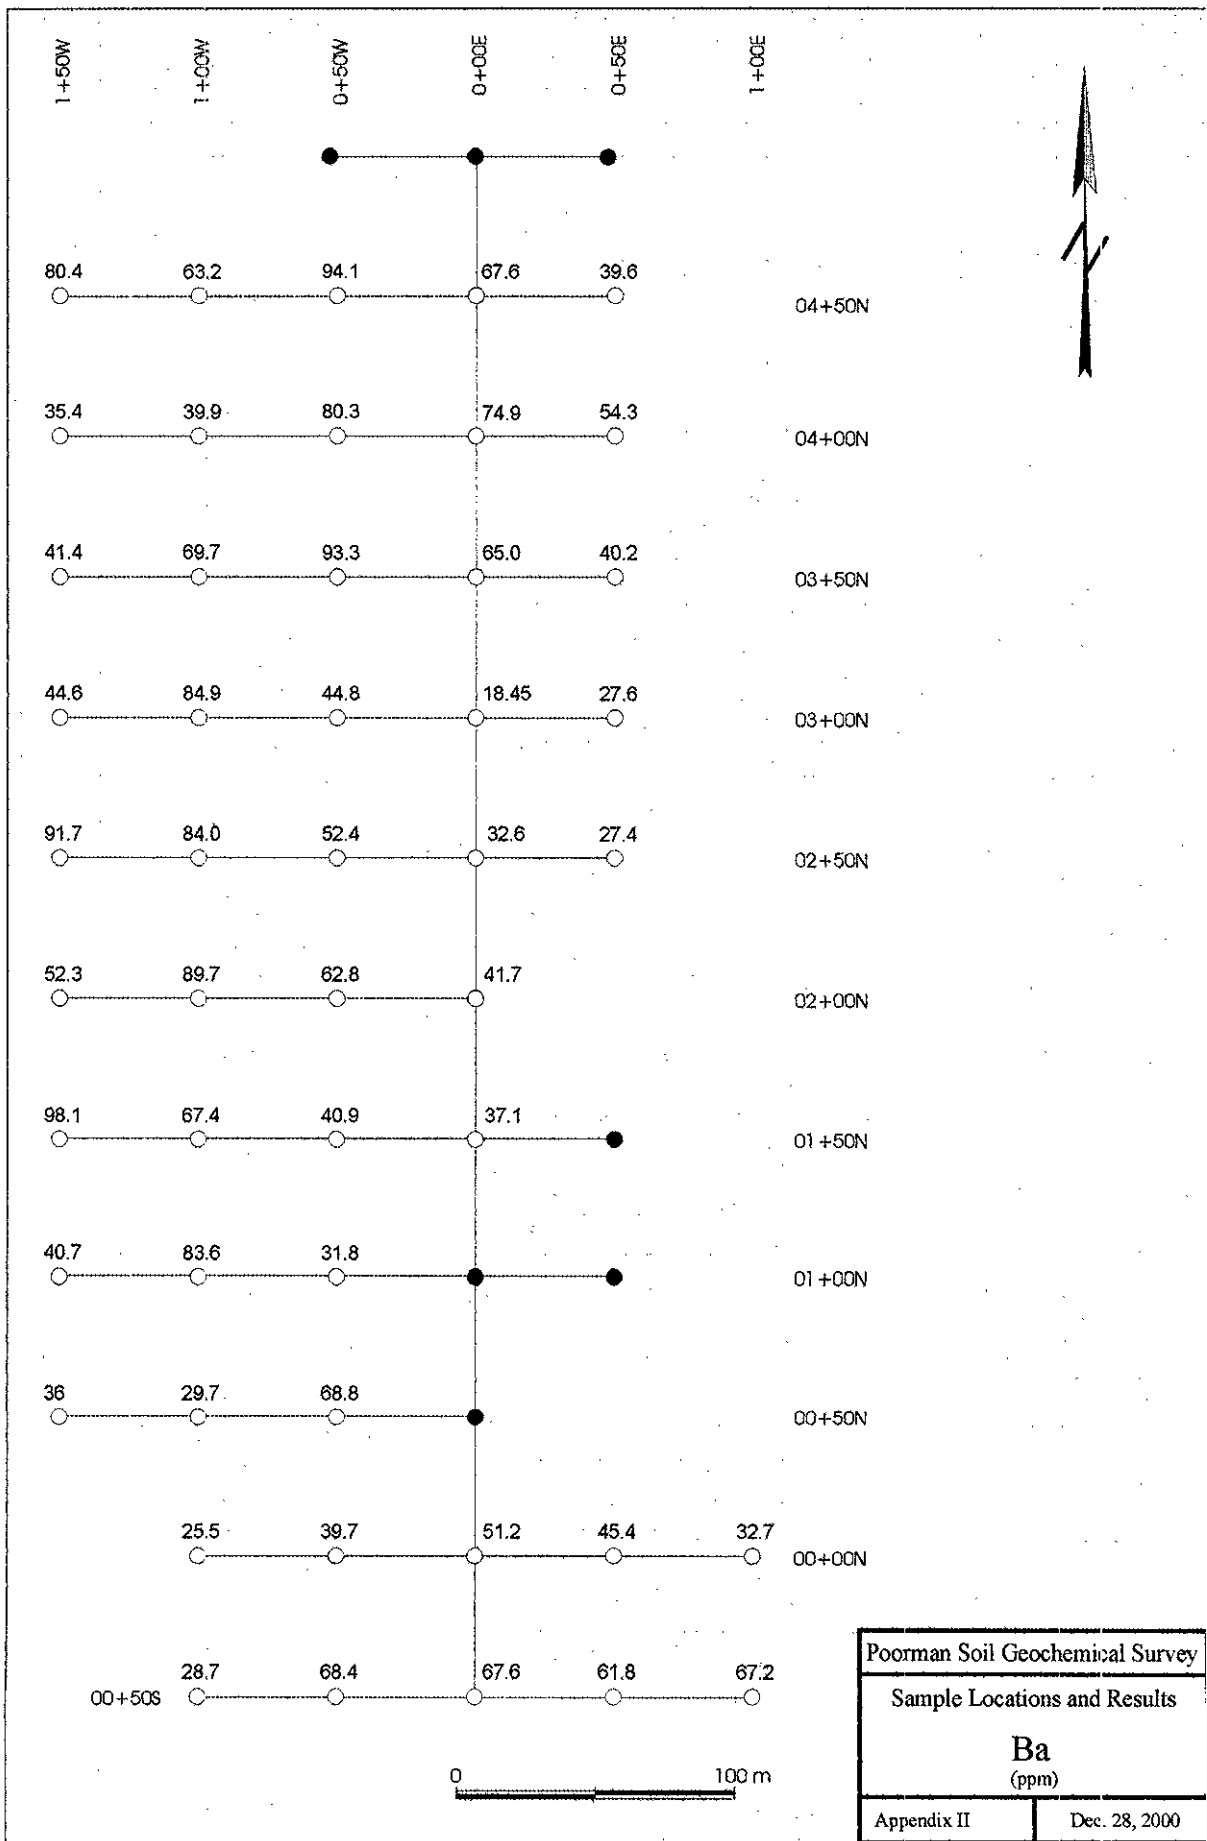 1+50W 1+00W 0+50W 0+00E 0+50E 1+00E
80.4 63.2 94.1 67.6 39.6
04+50N
35.4 39.9 80.3 74.9 54.3
04+00N
41.4 69.7 93.3 65.0 40.2
03+50N
44.6 84.9 44.8 18.45 27.6
03+00N
91.7 84.0 52.4 32.6 27.4
02+50N
52.3 89.7 62.8 41.7
02+00N
98.1 67.4 40.9 37.1
01+50N
40.7 83.6 31.8
01+00N
36 29.7 68.8
00+50N
25.5 39.7 51.2 45.4 32.7
00+00N
28.7 68.4 67.6 61.8 67.2
00+50S
0 100 m
Poorman Soil Geochemical Survey
Sample Locations and Results
Ba
(ppm)
Appendix II Dec. 28, 2000